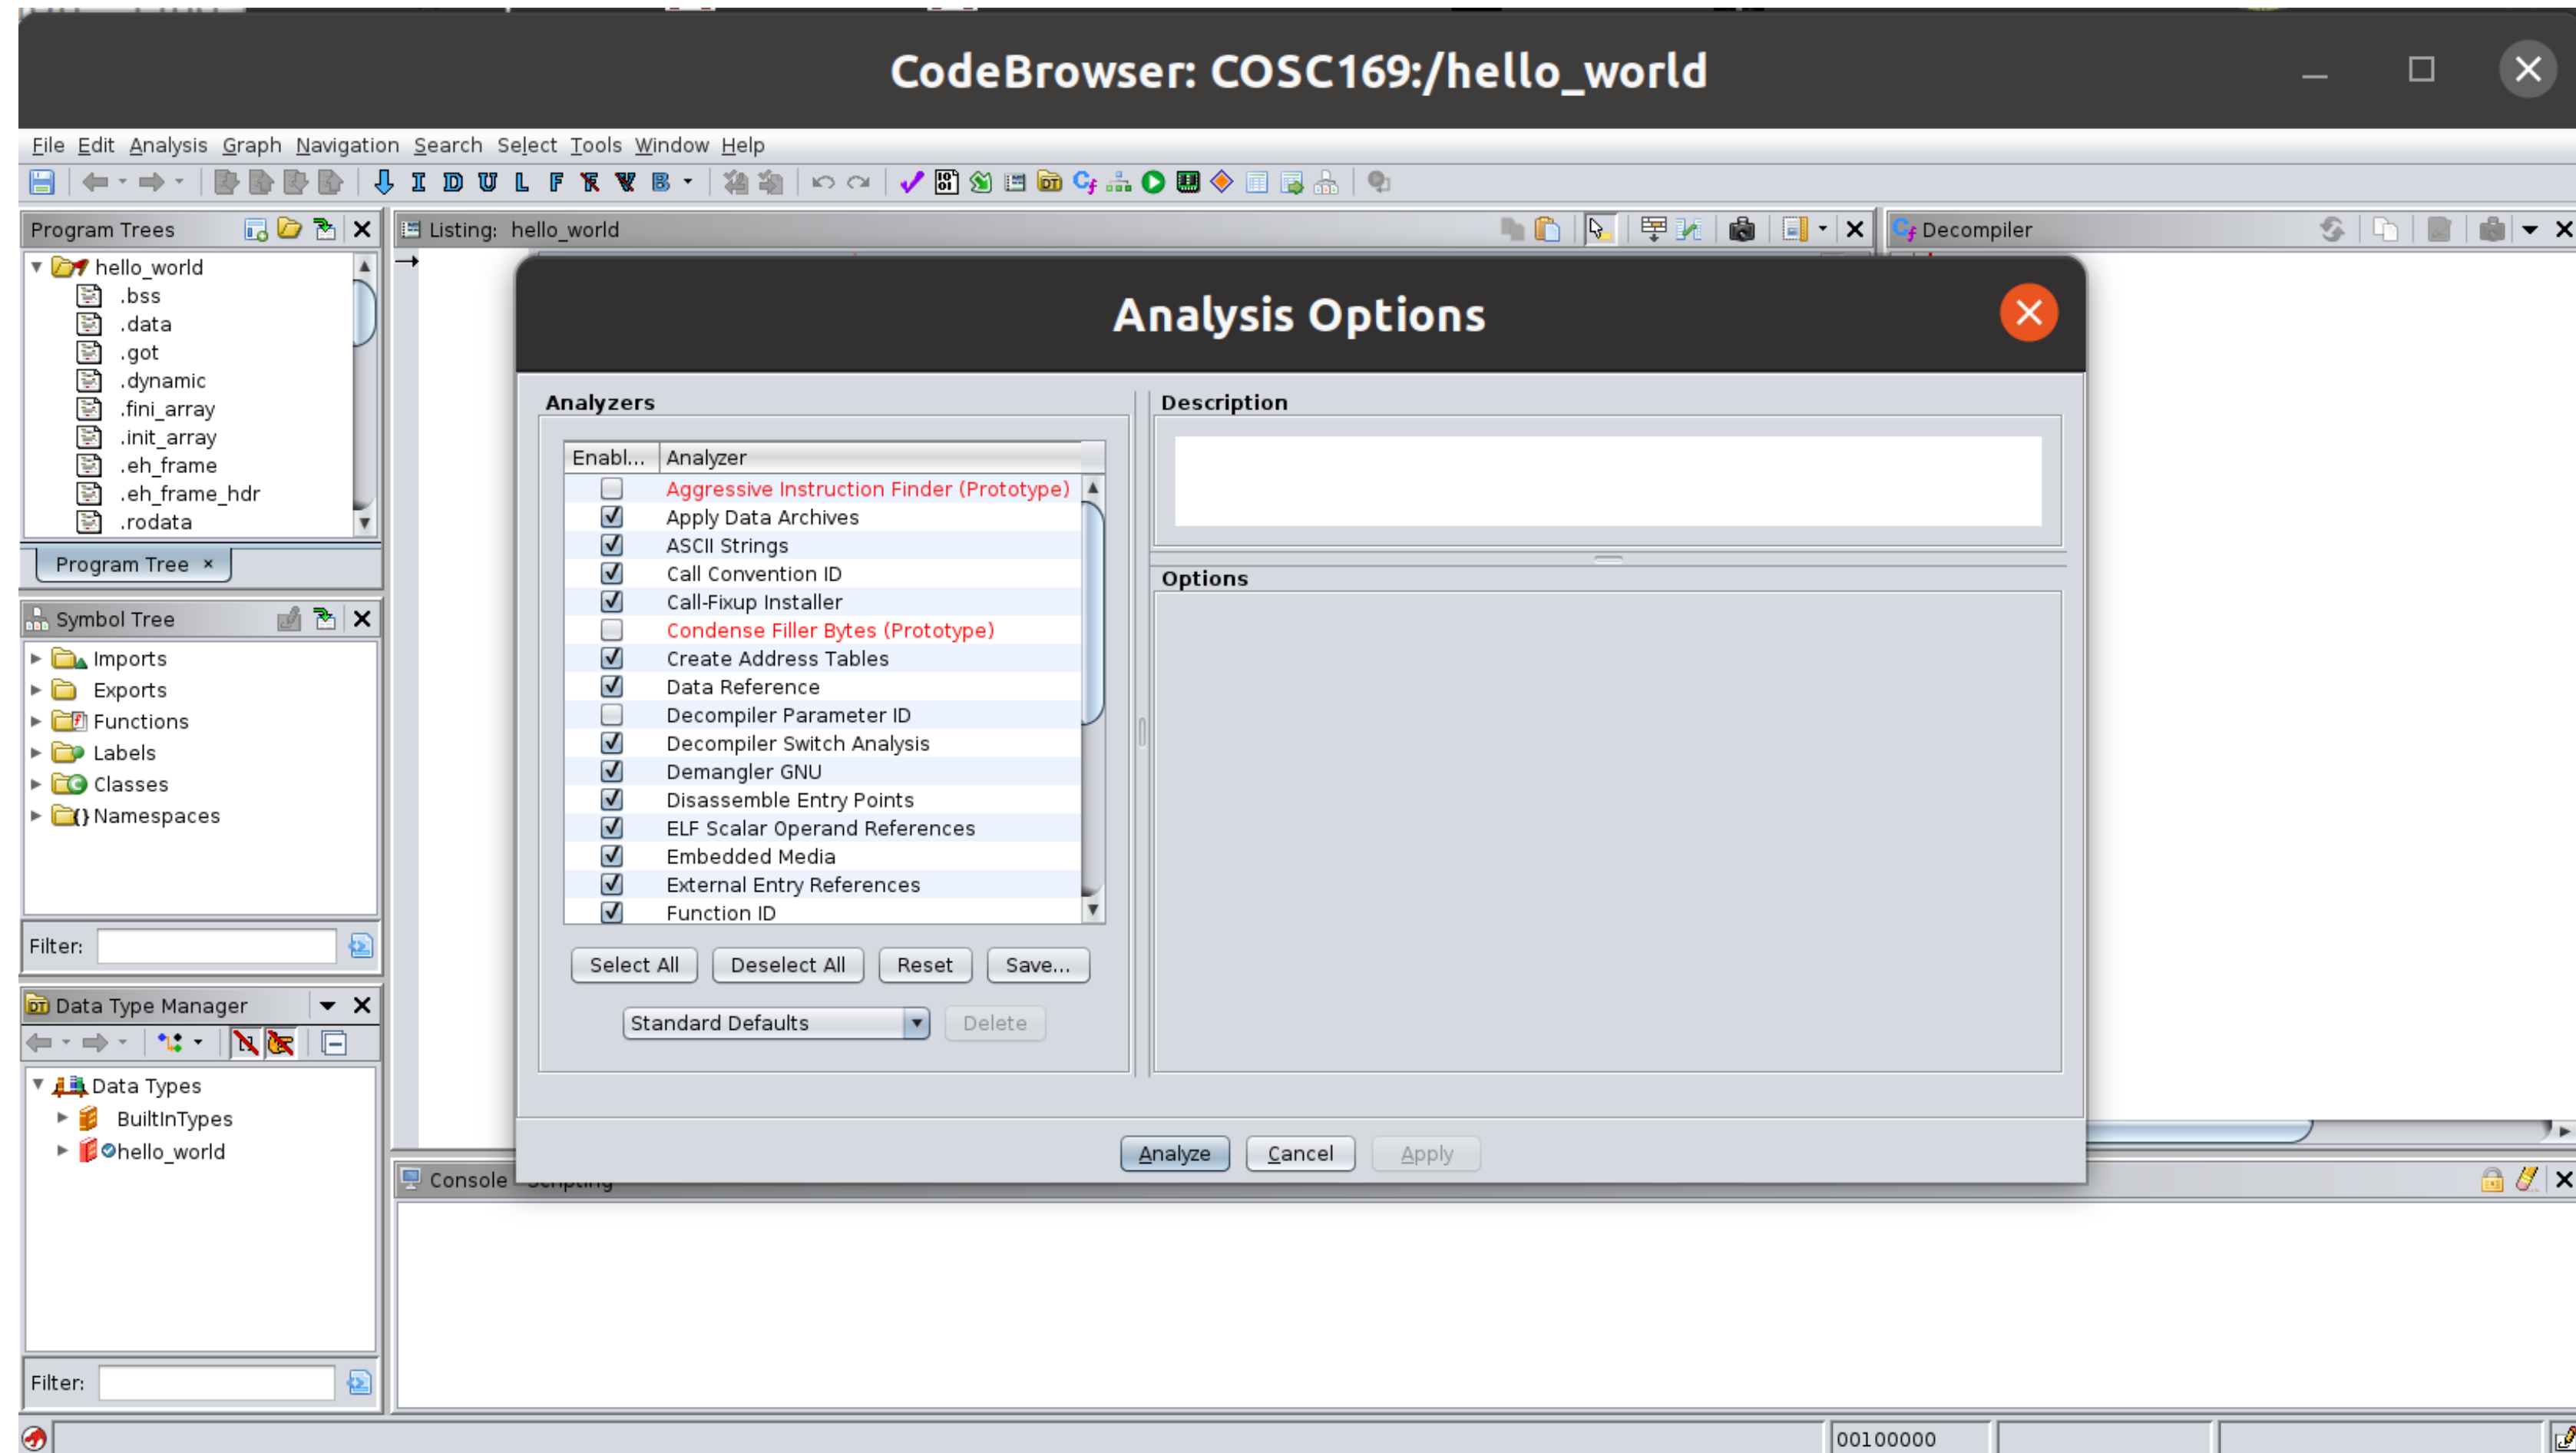 CodeBrowser: COSC169:/hello_world
File Edit Analysis Graph Navigation Search Select Tools Window Help
I D U L F F V B
Program Trees
hello_world
.bss
.data
.got
.dynamic
.fini_array
.init_array
.eh_frame
.eh_frame_hdr
.rodata
Program Tree ×
Symbol Tree
Imports
Exports
Functions
Labels
Classes
Namespaces
Filter:
Data Type Manager
Data Types
BuiltInTypes
hello_world
Filter:
Listing: hello_world
Decompiler
Analysis Options
Analyzers
Enabl... Analyzer
Aggressive Instruction Finder (Prototype)
Apply Data Archives
ASCII Strings
Call Convention ID
Call-Fixup Installer
Condense Filler Bytes (Prototype)
Create Address Tables
Data Reference
Decompiler Parameter ID
Decompiler Switch Analysis
Demangler GNU
Disassemble Entry Points
ELF Scalar Operand References
Embedded Media
External Entry References
Function ID
Select All Deselect All Reset Save...
Standard Defaults Delete
Description
Options
Analyze Cancel Apply
Console
00100000